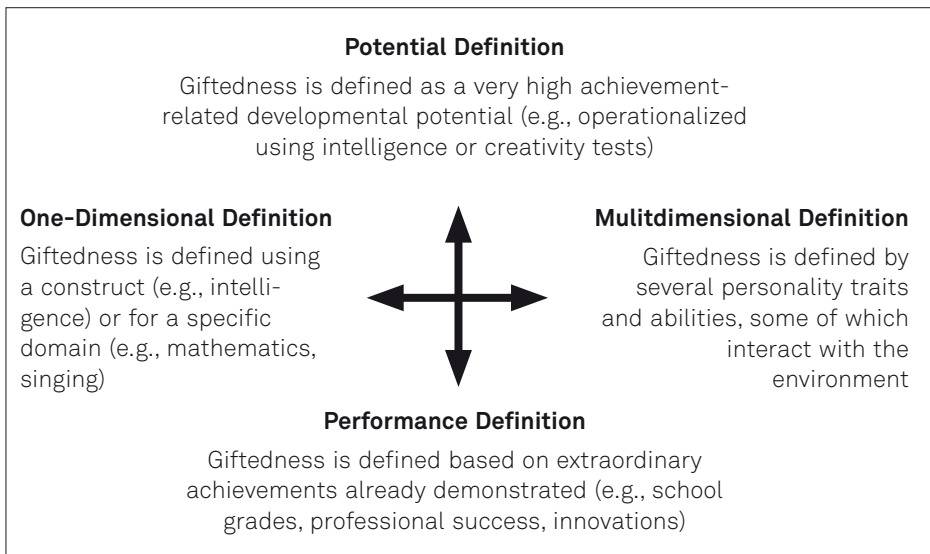 Potential Definition
Giftedness is defined as a very high achievement-
related developmental potential (e.g., operationalized
using intelligence or creativity tests)
One-Dimensional Definition
Giftedness is defined using
a construct (e.g., intelli-
gence) or for a specific
domain (e.g., mathematics,
singing)
Mulitdimensional Definition
Giftedness is defined by
several personality traits
and abilities, some of which
interact with the
environment
Performance Definition
Giftedness is defined based on extraordinary
achievements already demonstrated (e.g., school
grades, professional success, innovations)